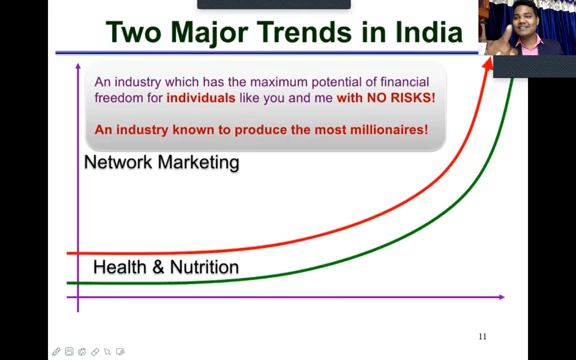 Two Major Trends in India
An industry which has the maximum potential of financial
freedom for individuals like you and me with NO RISKS!
An industry known to produce the most millionaires!
Network Marketing
Health & Nutrition
11